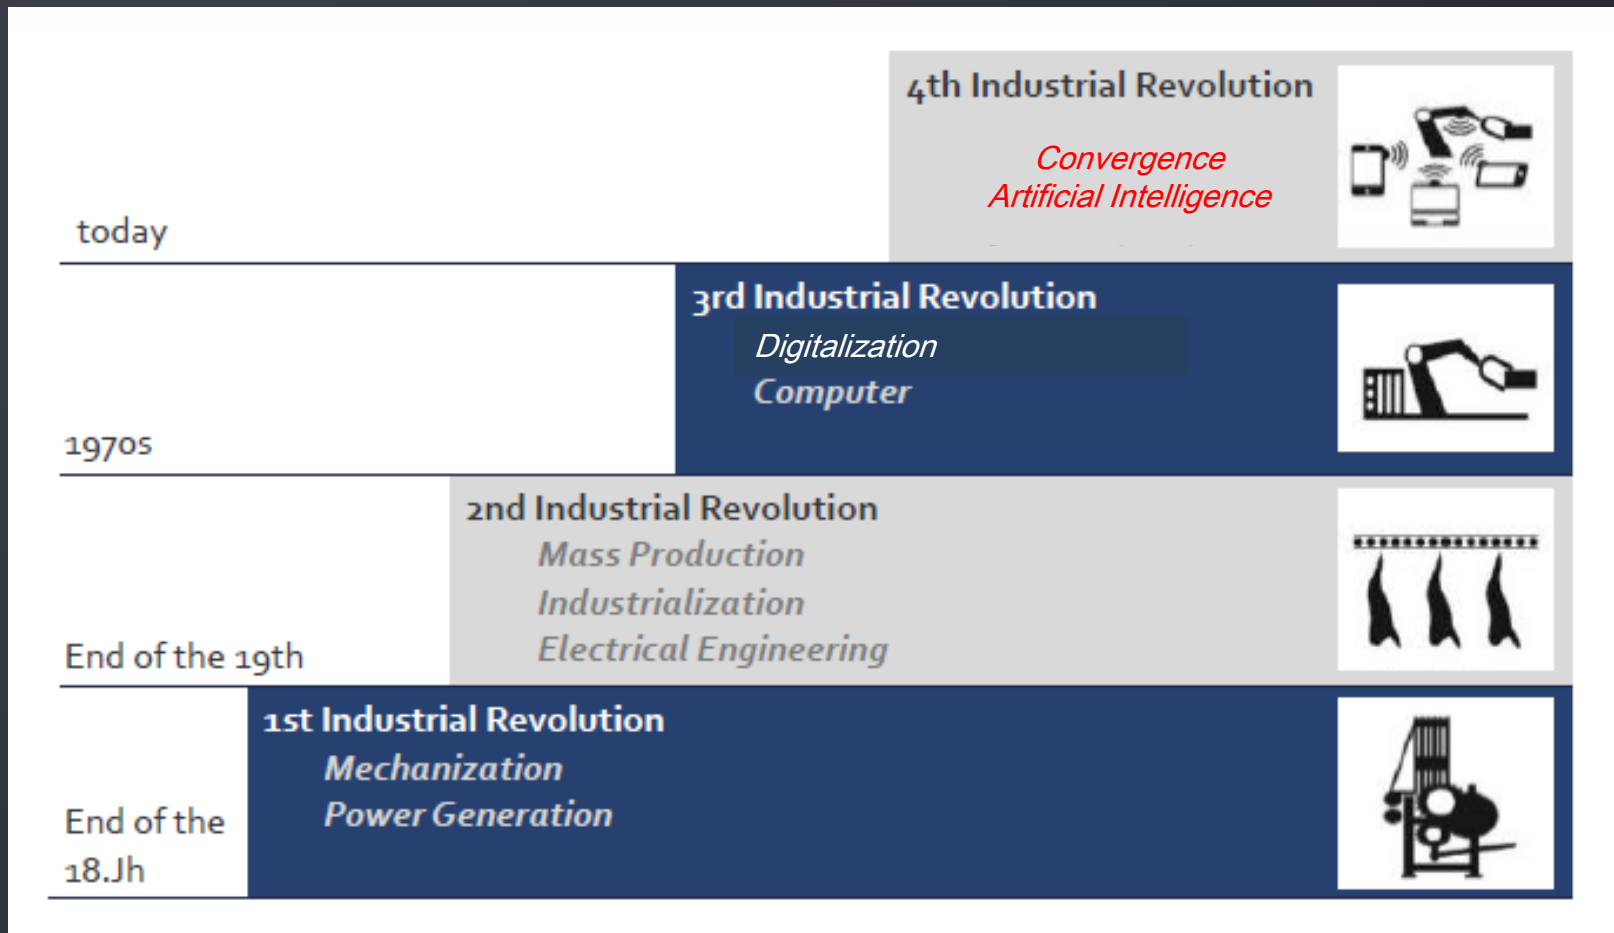 4th Industrial Revolution
Convergence
Artificial Intelligence
today
3rd Industrial Revolution
Digitalization
Computer
1970s
2nd Industrial Revolution
Mass Production
Industrialization
Electrical Engineering
End of the 19th
1st Industrial Revolution
Mechanization
Power Generation
End of the
18.Jh